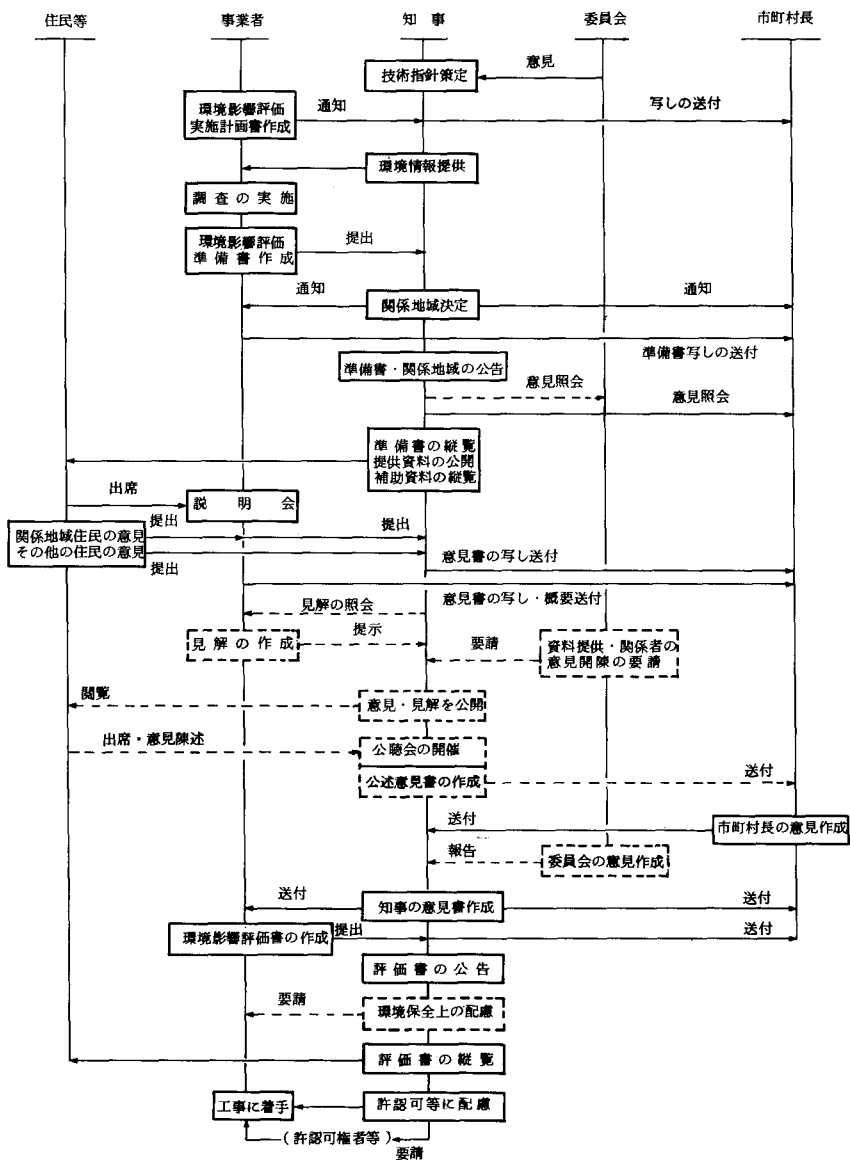 住民等
事業者
知 事
委員会
市町村長
技術指針策定
意見
環境影響評価
実施計画書作成
通知
写しの送付
環境情報提供
調 査 の 実 施
環境影響評価
準 備 書 作 成
提出
通知
関係地域決定
通知
準備書写しの送付
準備書・関係地域の公告
意見照会
意見照会
準 備 書 の 縦 覧
提供資料の公開
補助資料の縦覧
出席
説 明 会
提出
関係地域住民の意見
その他の住民の意見
提出
提出
意見書の写し送付
意見書の写し・概要送付
見解の照会
見 解 の 作 成
提示
要請
資料提供・関係者の
意見開陳の要請
閲覧
意見・見解を公開
出席・意見陳述
公聴会の開催
公述意見書の作成
送付
送付
市町村長の意見作成
報告
委員会の意見作成
送付
知事の意見書作成
送付
環境影響評価書の作成
提出
送付
評 価 書 の 公 告
要請
環境保全上の配慮
評 価 書 の 縦 覧
工事に着手
許認可等に配慮
(許認可権者等)
要請